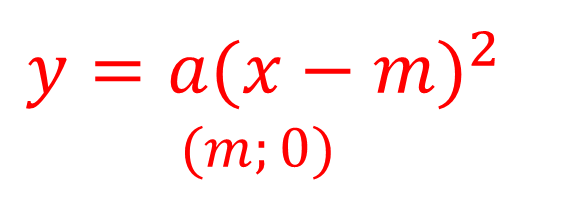 y = a(x − m)²
(m; 0)